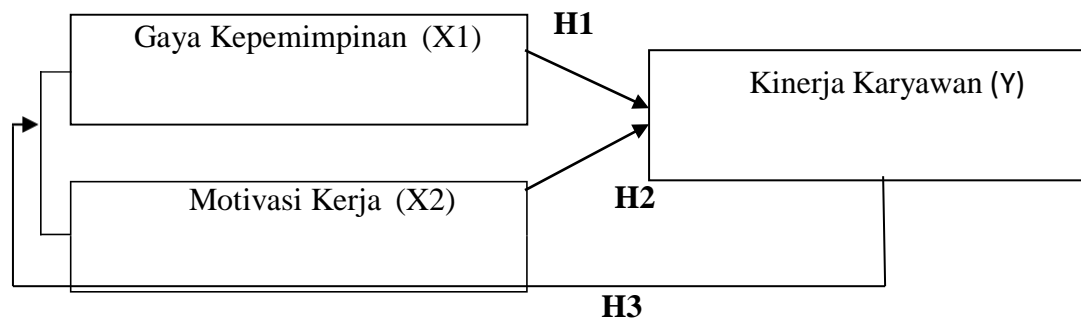 Gaya Kepemimpinan (X1)
H1
Kinerja Karyawan (Y)
Motivasi Kerja (X2)
H2
H3